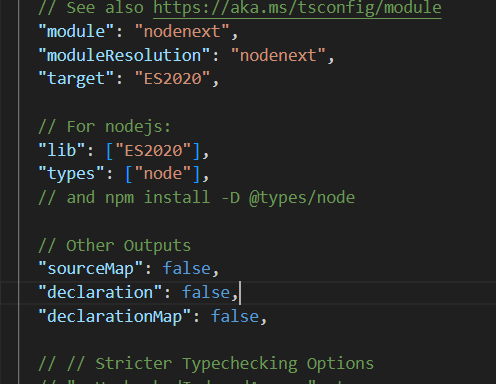 // See also https://aka.ms/tsconfig/module
"module": "nodenext",
"moduleResolution": "nodenext",
"target": "ES2020",
// For nodejs:
"lib": ["ES2020"],
"types": ["node"],
// and npm install -D @types/node
// Other Outputs
"sourceMap": false,
"declaration": false,
"declarationMap": false,
// // Stricter Typechecking Options